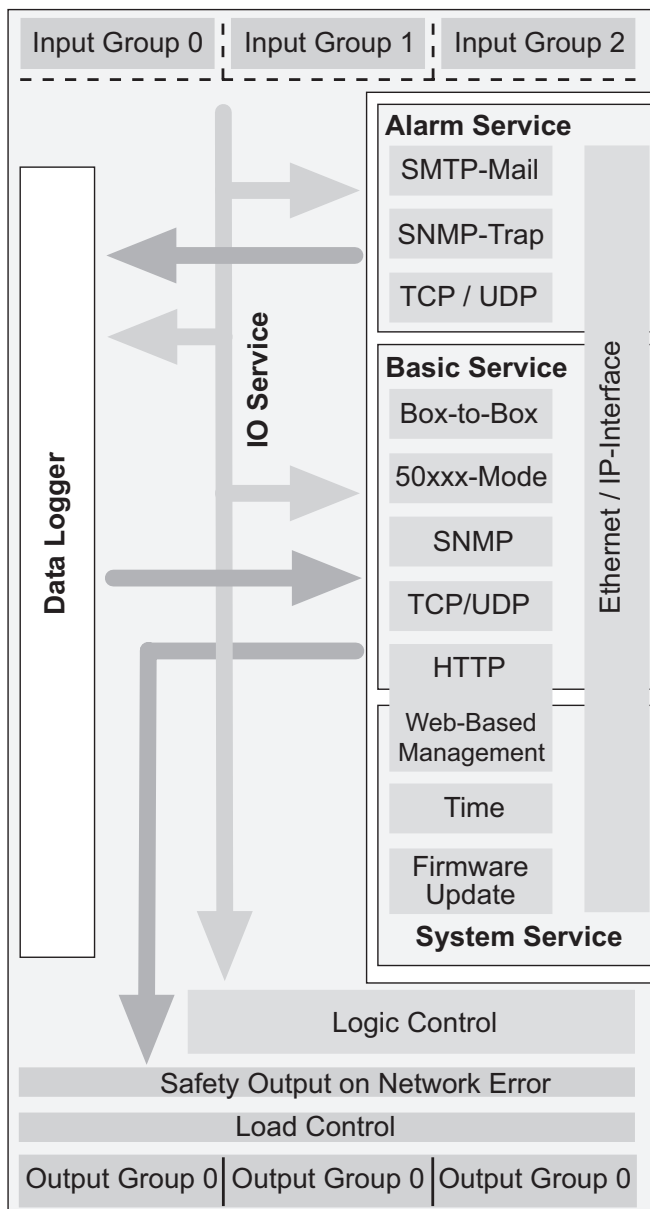 Input Group 0
Input Group 1
Input Group 2
Alarm Service
SMTP-Mail
SNMP-Trap
TCP / UDP
Basic Service
Box-to-Box
50xxx-Mode
SNMP
TCP/UDP
HTTP
Web-Based
Management
Time
Firmware
Update
System Service
Ethernet / IP-Interface
IO Service
Data Logger
Logic Control
Safety Output on Network Error
Load Control
Output Group 0
Output Group 0
Output Group 0